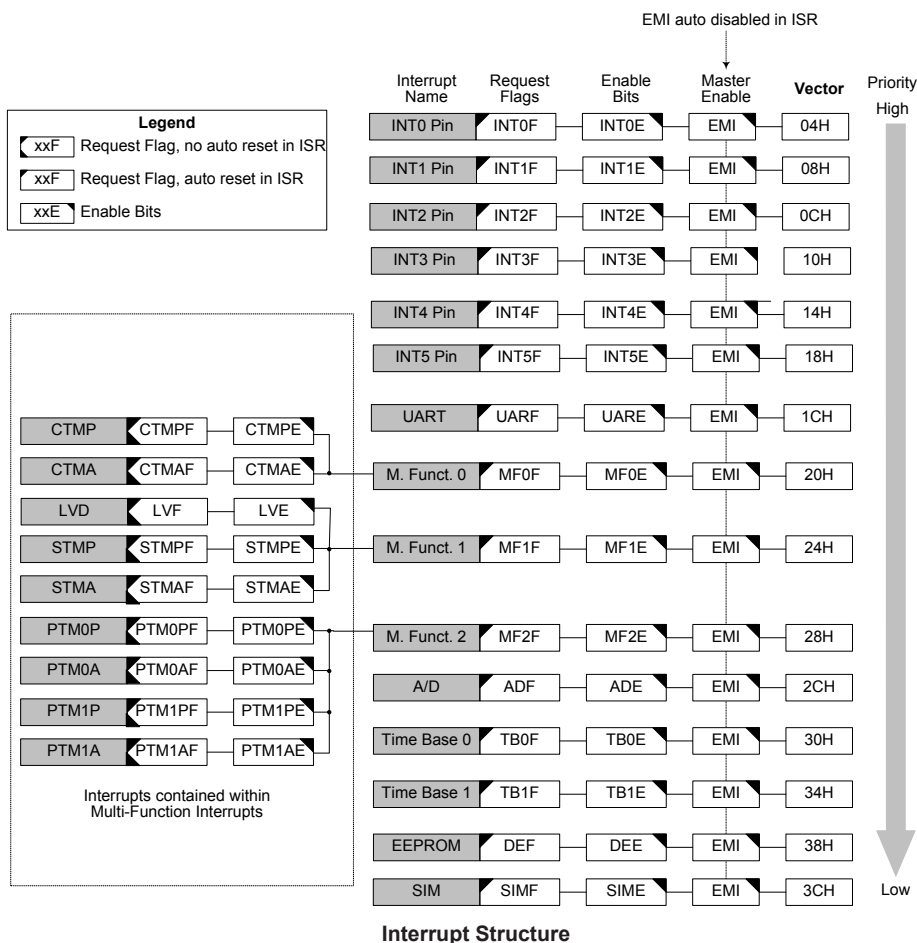 EMI auto disabled in ISR
Interrupt Name Request Flags Enable Bits Master Enable Vector Priority
High
Legend
xxF Request Flag, no auto reset in ISR
xxF Request Flag, auto reset in ISR
xxE Enable Bits
INT0 Pin INT0F INT0E EMI 04H
INT1 Pin INT1F INT1E EMI 08H
INT2 Pin INT2F INT2E EMI 0CH
INT3 Pin INT3F INT3E EMI 10H
INT4 Pin INT4F INT4E EMI 14H
INT5 Pin INT5F INT5E EMI 18H
UART UARF UARE EMI 1CH
CTMP CTMPF CTMPE
CTMA CTMAF CTMAE M. Funct. 0 MF0F MF0E EMI 20H
LVD LVF LVE
STMP STMPF STMPE M. Funct. 1 MF1F MF1E EMI 24H
STMA STMAF STMAE
PTM0P PTM0PF PTM0PE M. Funct. 2 MF2F MF2E EMI 28H
PTM0A PTM0AF PTM0AE A/D ADF ADE EMI 2CH
PTM1P PTM1PF PTM1PE
PTM1A PTM1AF PTM1AE Time Base 0 TB0F TB0E EMI 30H
Interrupts contained within
Multi-Function Interrupts
Time Base 1 TB1F TB1E EMI 34H
EEPROM DEF DEE EMI 38H
SIM SIMF SIME EMI 3CH Low
Interrupt Structure